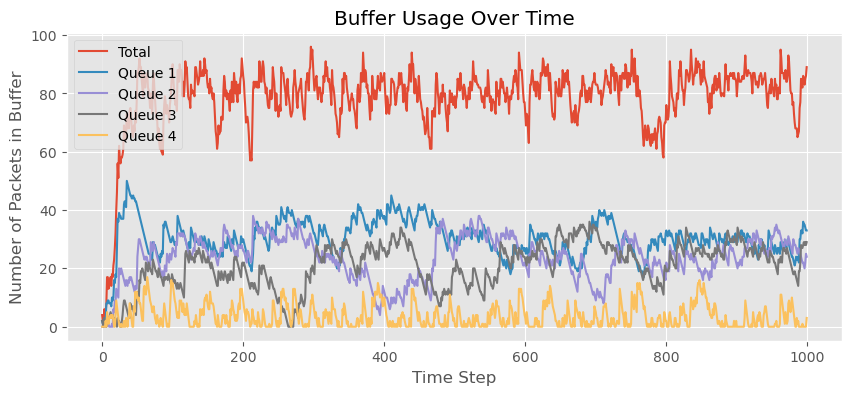 Buffer Usage Over Time
Number of Packets in Buffer
100
80
60
40
20
0
Total
Queue 1
Queue 2
Queue 3
Queue 4
0 200 400 600 800 1000
Time Step